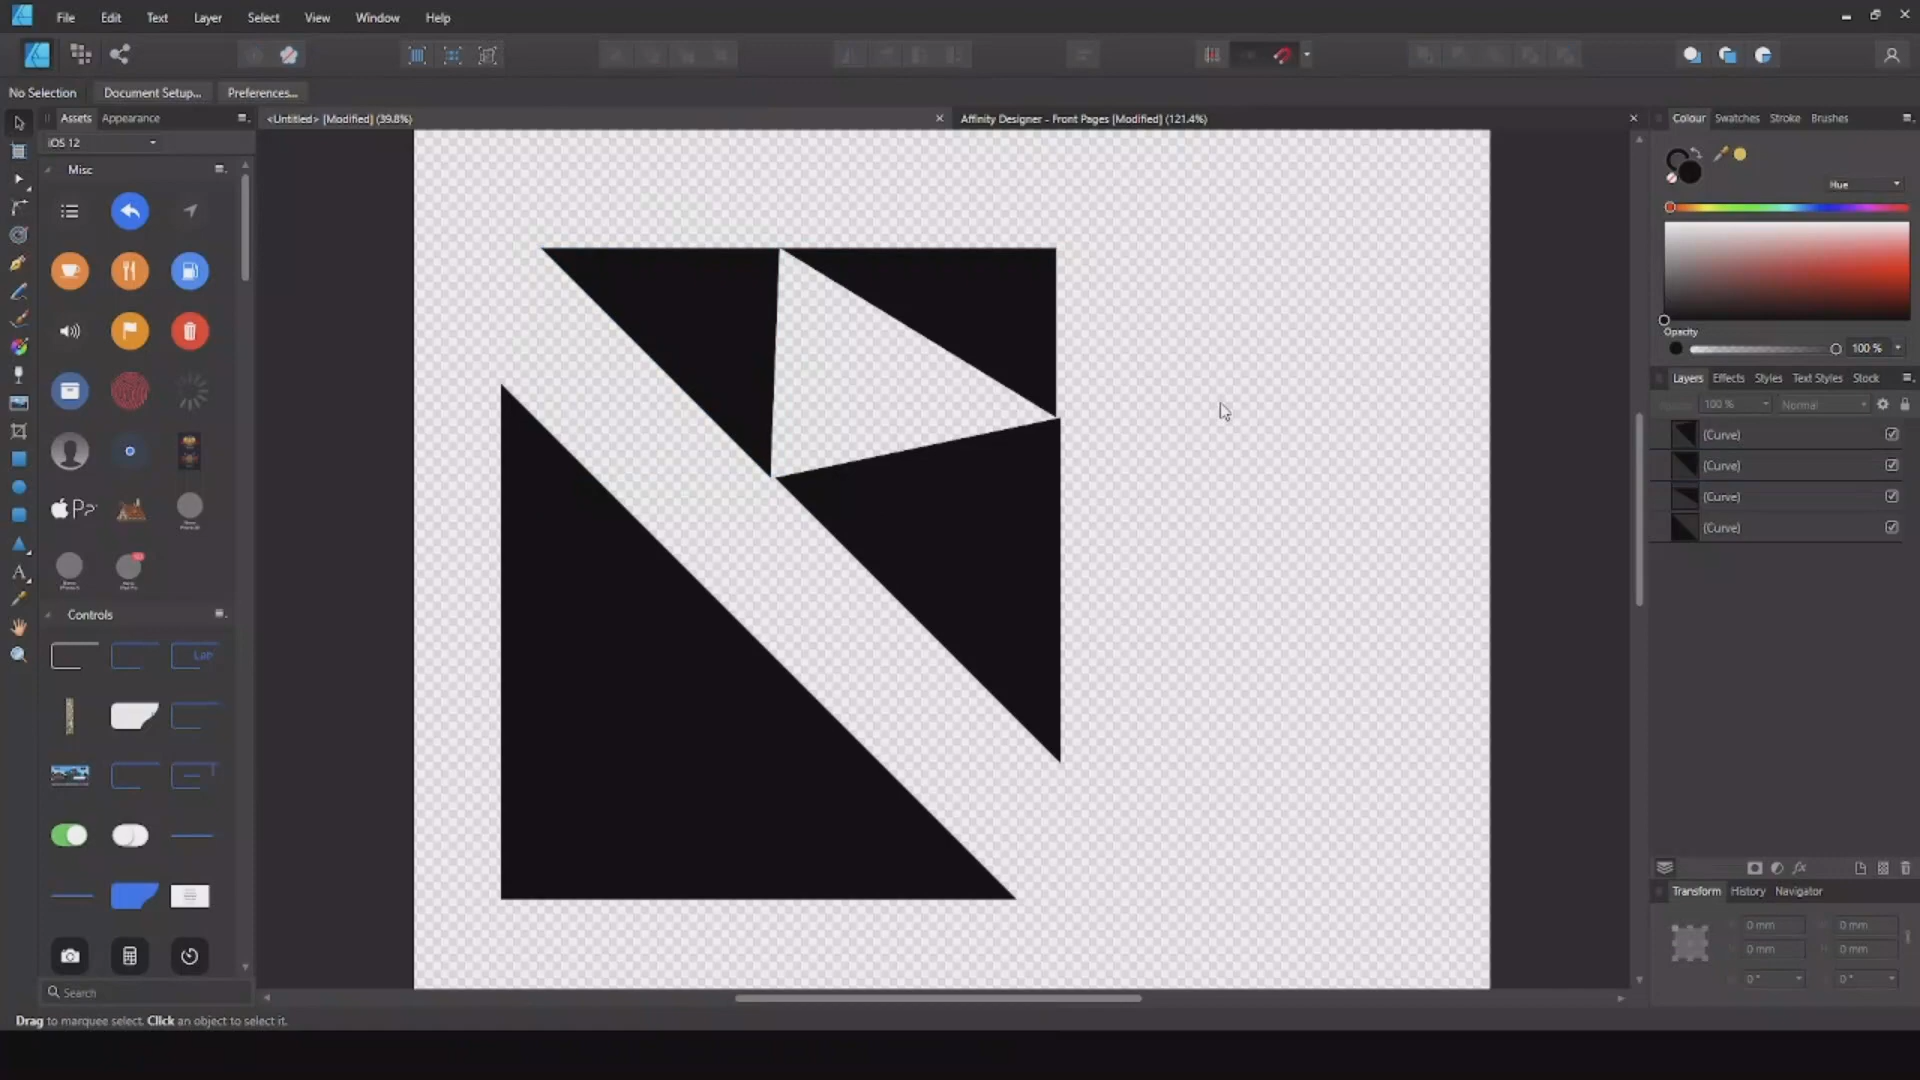 File Edit Text Layer Select View Window Help
No Selection Document Setup... Preferences...
Assets Appearance
<Untitled> [Modified] (39.8%)
Affinity Designer - Front Pages [Modified] (121.4%)
Colour Swatches Stroke Brushes
iOS 12
Misc
Hue
Opacity
100 %
Layers Effects Styles Text Styles Stock
100 % Normal
(Curve)
(Curve)
(Curve)
(Curve)
Controls
Transform History Navigator
0 mm 0 mm
0 mm 0 mm
0 ° 0 °
Search
Drag to marquee select. Click an object to select it.